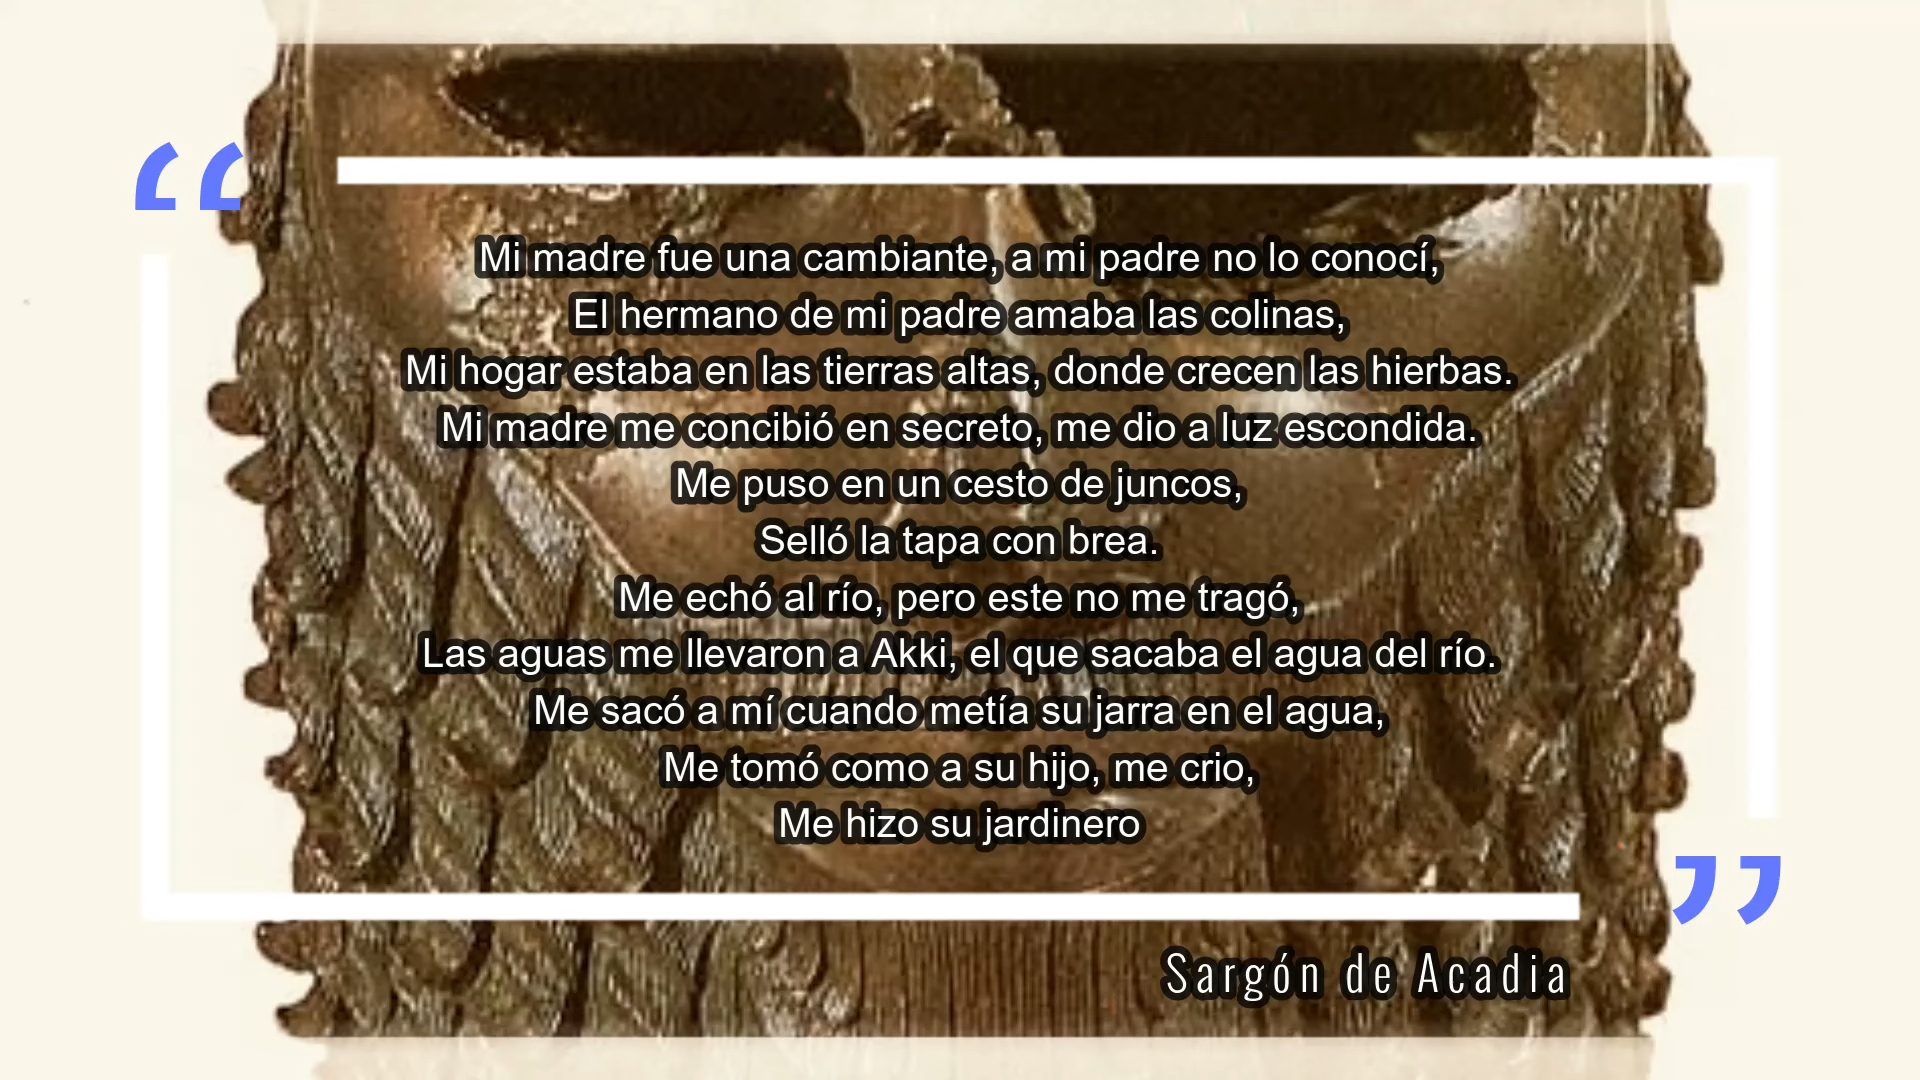 “
Mi madre fue una cambiante, a mi padre no lo conocí,
El hermano de mi padre amaba las colinas,
Mi hogar estaba en las tierras altas, donde crecen las hierbas.
Mi madre me concibió en secreto, me dio a luz escondida.
Me puso en un cesto de juncos,
Selló la tapa con brea.
Me echó al río, pero este no me tragó,
Las aguas me llevaron a Akki, el que sacaba el agua del río.
Me sacó a mí cuando metía su jarra en el agua,
Me tomó como a su hijo, me crio,
Me hizo su jardinero
”
Sargón de Acadia